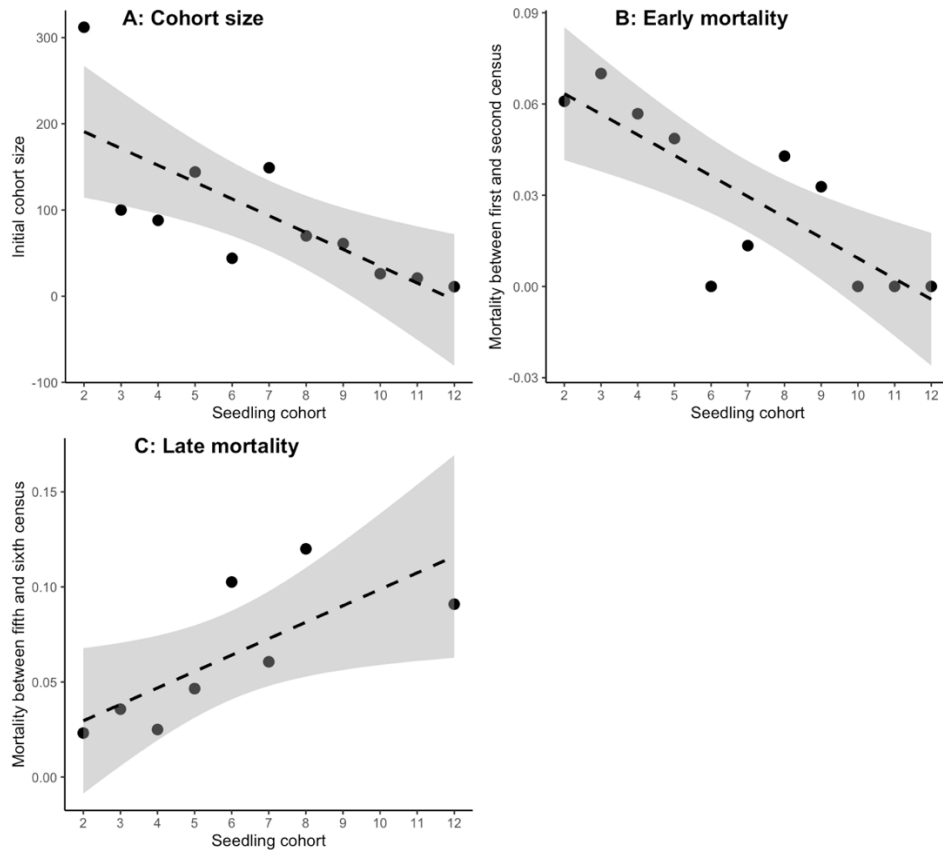 A: Cohort size
Initial cohort size
300
200
100
0
-100
2 3 4 5 6 7 8 9 10 11 12
Seedling cohort
B: Early mortality
Mortality between first and second census
0.09
0.06
0.03
0.00
-0.03
2 3 4 5 6 7 8 9 10 11 12
Seedling cohort
C: Late mortality
Mortality between fifth and sixth census
0.15
0.10
0.05
0.00
2 3 4 5 6 7 8 9 10 11 12
Seedling cohort